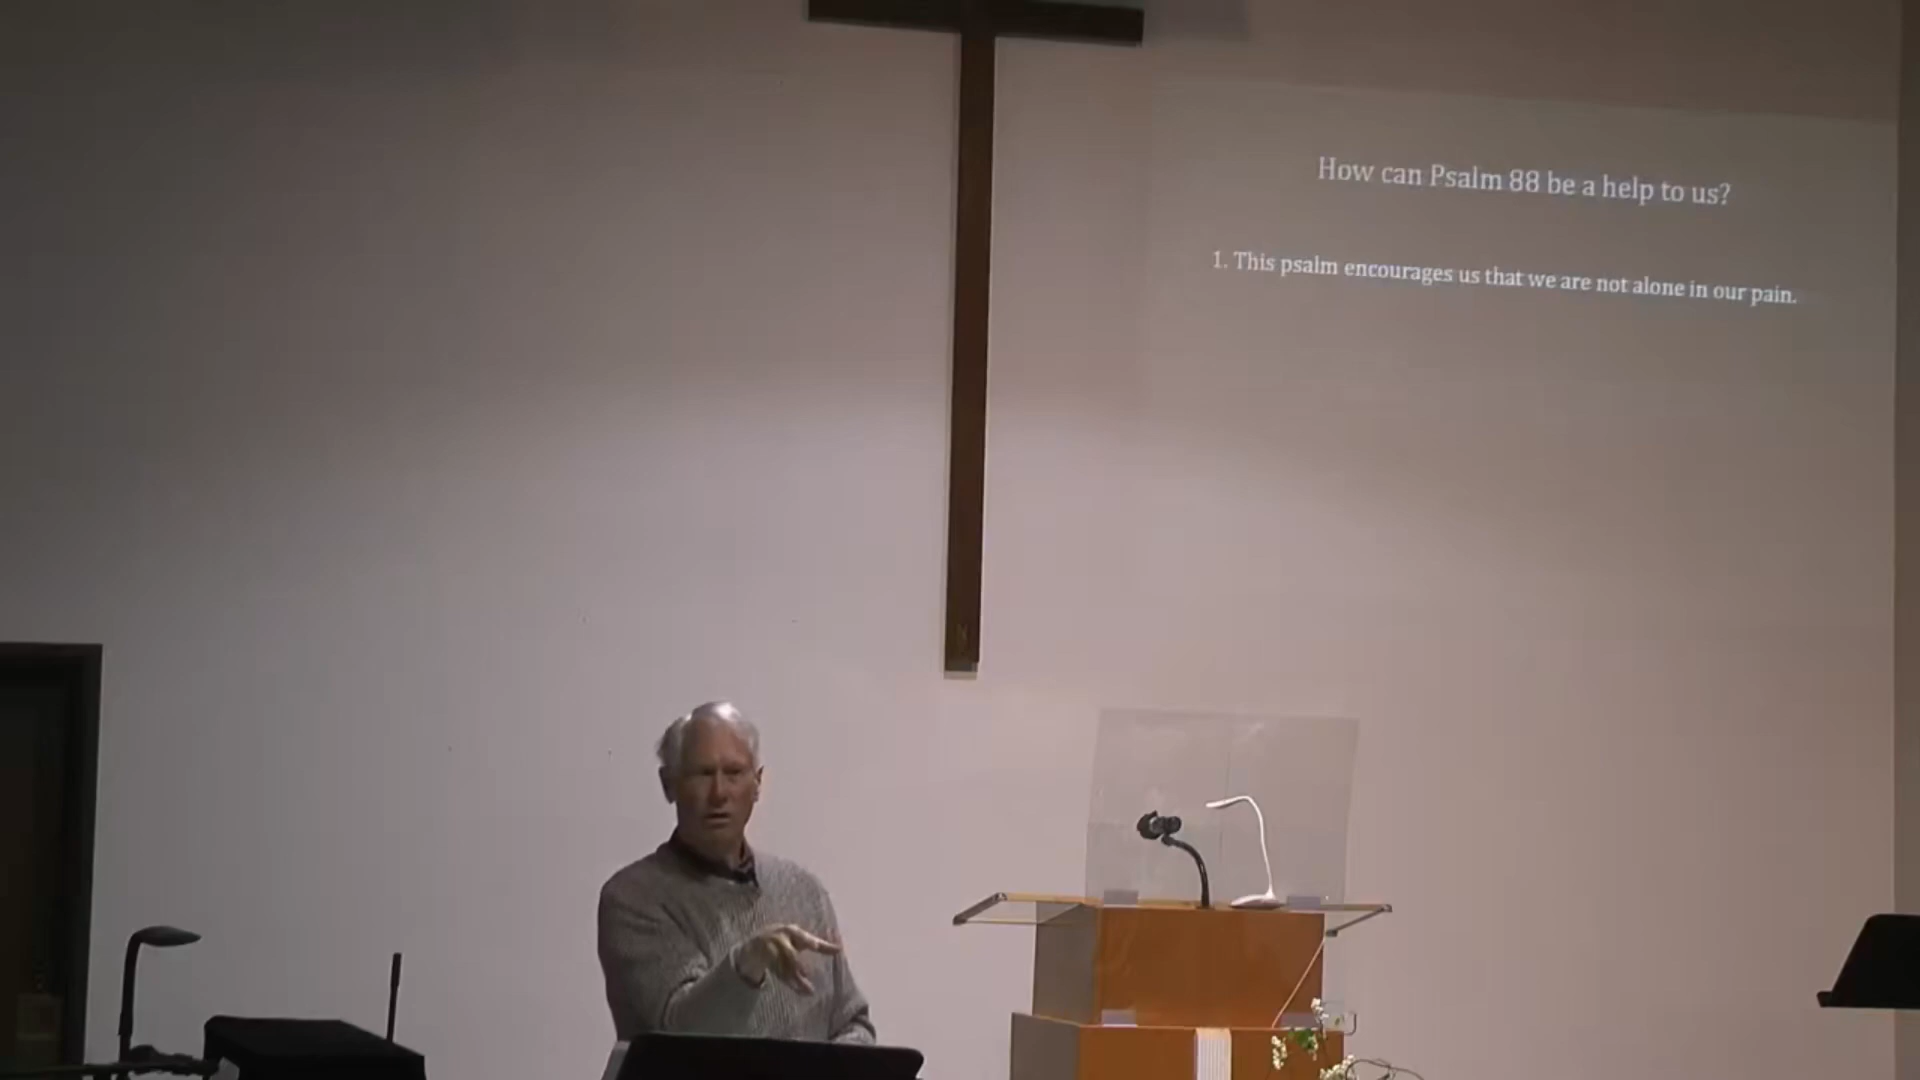 How can Psalm 88 be a help to us?
1. This psalm encourages us that we are not alone in our pain.